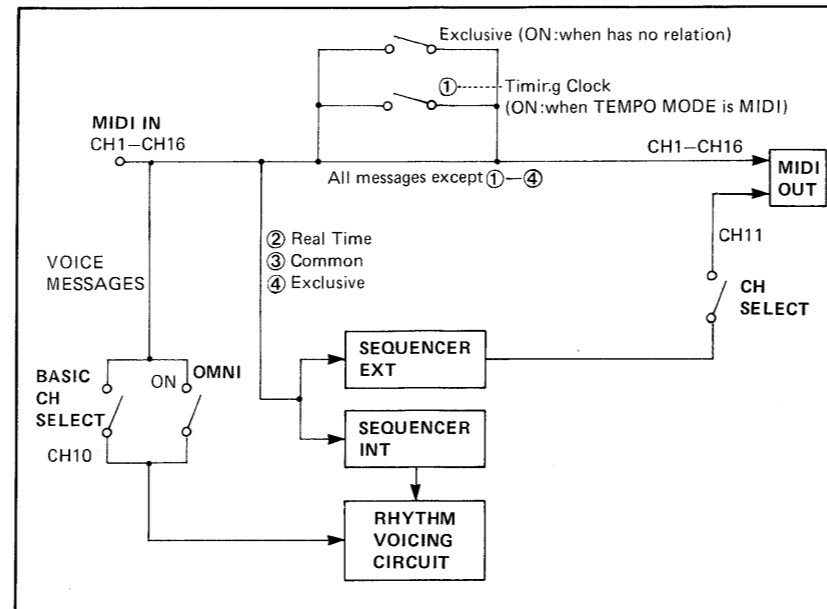 Exclusive (ON:when has no relation)
①------- Timir.g Clock
(ON:when TEMPO MODE is MIDI)
MIDI IN
CH1–CH16
CH1–CH16
MIDI
OUT
All messages except ①–④
② Real Time
③ Common
④ Exclusive
CH11
VOICE
MESSAGES
CH
SELECT
BASIC
CH
SELECT
ON
OMNI
CH10
SEQUENCER
EXT
SEQUENCER
INT
RHYTHM
VOICING
CIRCUIT